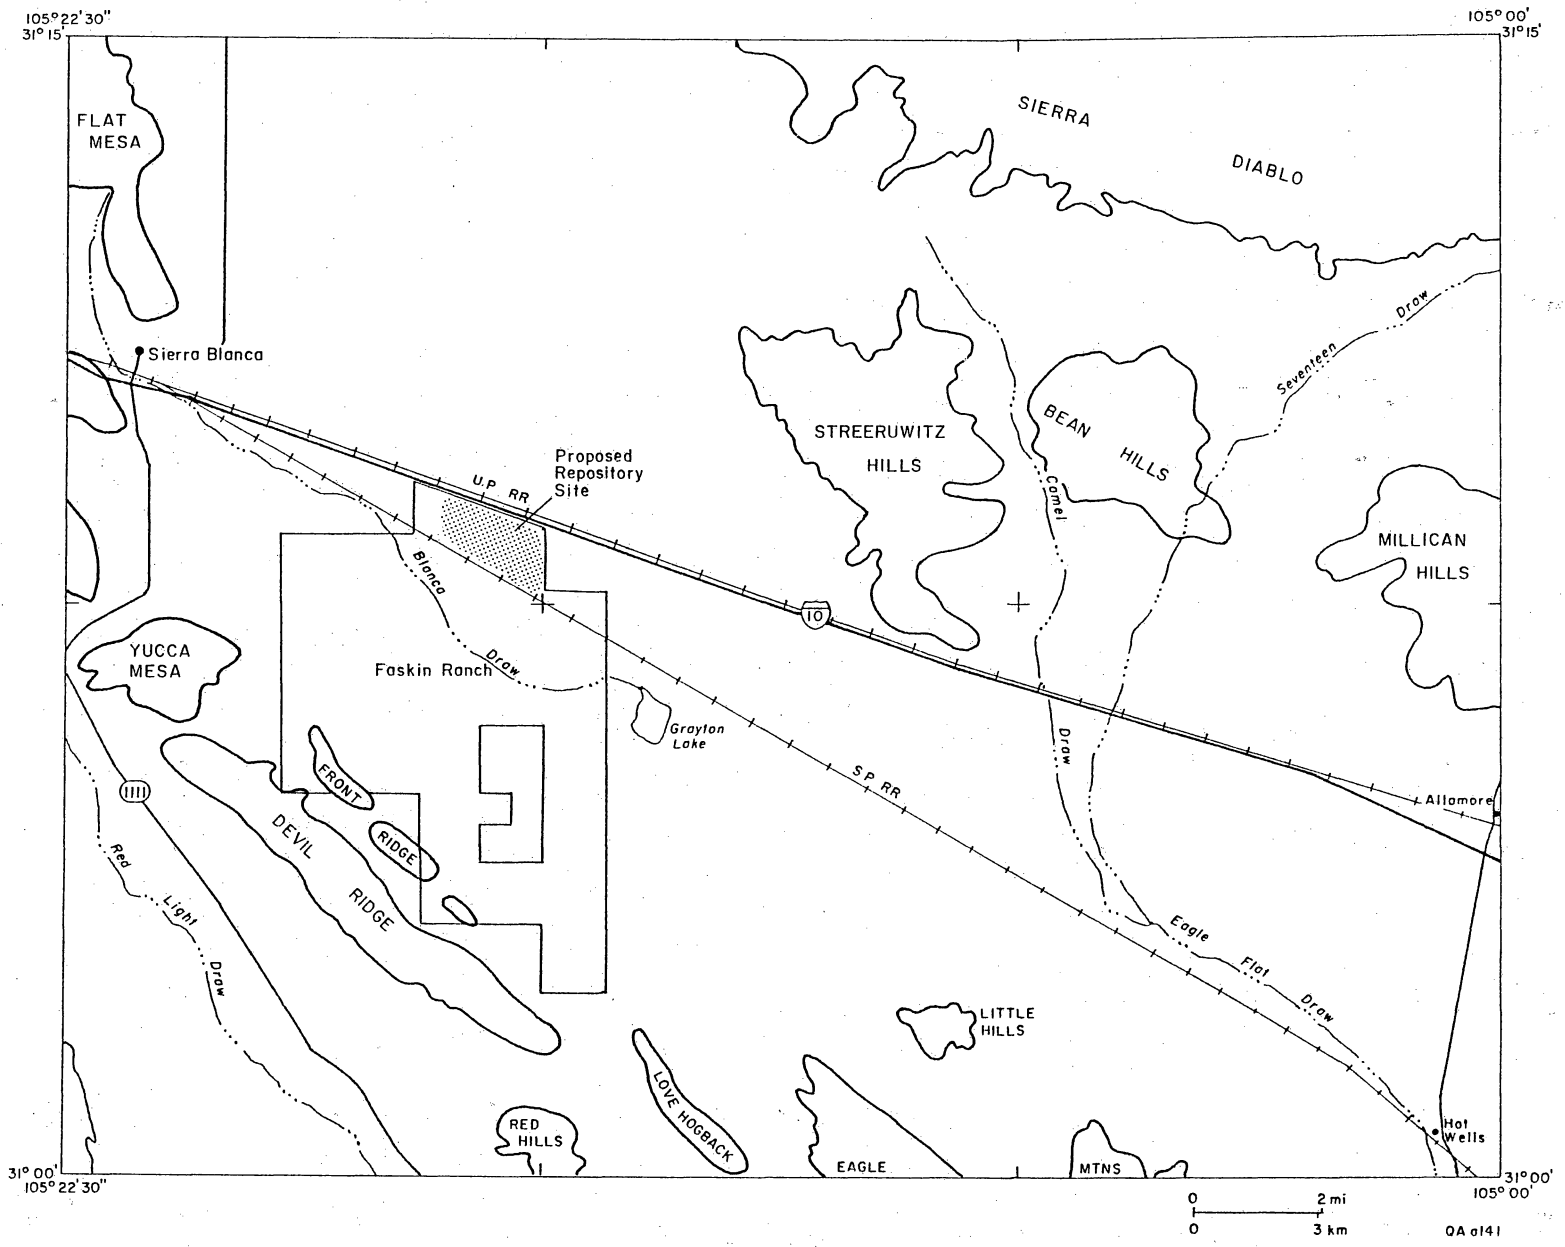 105°22'30"
31°15'
105°00'
31°15'
FLAT
MESA
SIERRA
DIABLO
Sierra Blanca
Seventeen
Draw
STREERUWITZ
HILLS
BEAN
HILLS
Proposed
Repository
Site
U.P RR
Camel
Draw
MILLICAN
HILLS
Blanca
Draw
10
YUCCA
MESA
Faskin Ranch
Grayton
Lake
S P RR
Allamore
1111
FRONT
RIDGE
DEVIL
RIDGE
Red
Light
Draw
Eagle
Flat
Draw
LITTLE
HILLS
LOVE HOGBACK
RED
HILLS
EAGLE
MTNS
Hot
Wells
31°00'
105°22'30"
31°00'
105°00'
0 2 mi
0 3 km
QA a141